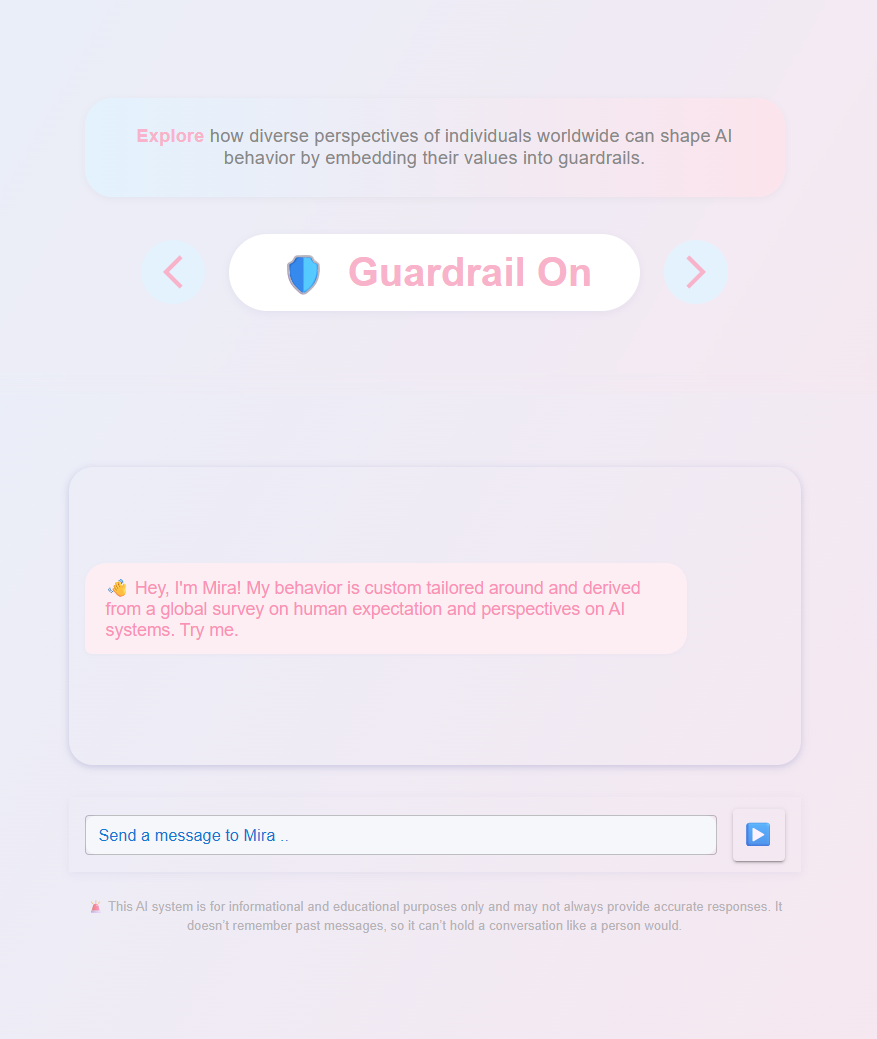 Explore how diverse perspectives of individuals worldwide can shape AI
behavior by embedding their values into guardrails.
Guardrail On
Hey, I'm Mira! My behavior is custom tailored around and derived
from a global survey on human expectation and perspectives on AI
systems. Try me.
Send a message to Mira ..
This AI system is for informational and educational purposes only and may not always provide accurate responses. It
doesn't remember past messages, so it can't hold a conversation like a person would.